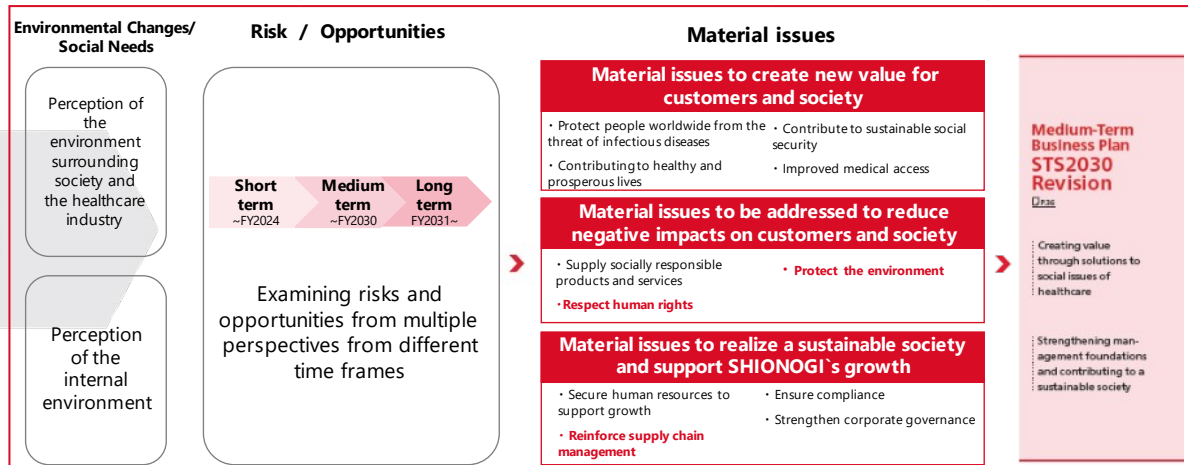 Environmental Changes/
Social Needs
Risk / Opportunities
Material issues
Perception of
the
environment
surrounding
society and
the healthcare
industry
Perception
of the
internal
environment
Short
term
~FY2024
Medium
term
~FY2030
Long
term
FY2031~
Examining risks and
opportunities from multiple
perspectives from different
time frames
Material issues to create new value for
customers and society
・Protect people worldwide from the
threat of infectious diseases
・Contributing to healthy and
prosperous lives
・Contribute to sustainable social
security
・Improved medical access
Material issues to be addressed to reduce
negative impacts on customers and society
・Supply socially responsible
products and services
・Respect human rights
・Protect the environment
Material issues to realize a sustainable society
and support SHIONOGI`s growth
・Secure human resources to
support growth
・Reinforce supply chain
management
・Ensure compliance
・Strengthen corporate governance
Medium-Term
Business Plan
STS2030
Revision
P.36
Creating value
through solutions to
social issues of
healthcare
Strengthening man-
agement foundations
and contributing to a
sustainable society